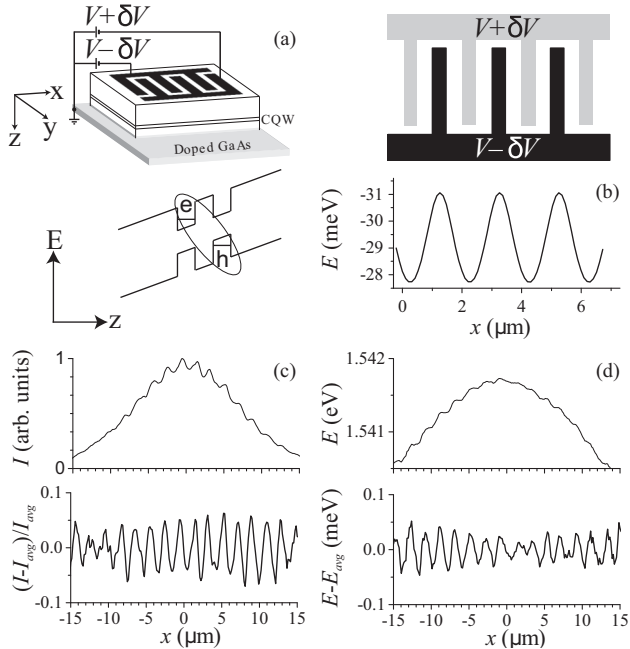 V+δV
V−δV
(a)
x
y
z
CQW
Doped GaAs
V+δV
V−δV
e
h
E
z
(b)
E (meV)
-31
-30
-29
-28
0 2 4 6
x (μm)
(c)
I (arb. units)
1
0
(d)
E (eV)
1.542
1.541
(I-Iavg)/Iavg
0.1
0.0
-0.1
-15 -10 -5 0 5 10 15
x (μm)
E-Eavg (meV)
0.1
0.0
-0.1
-15 -10 -5 0 5 10 15
x (μm)